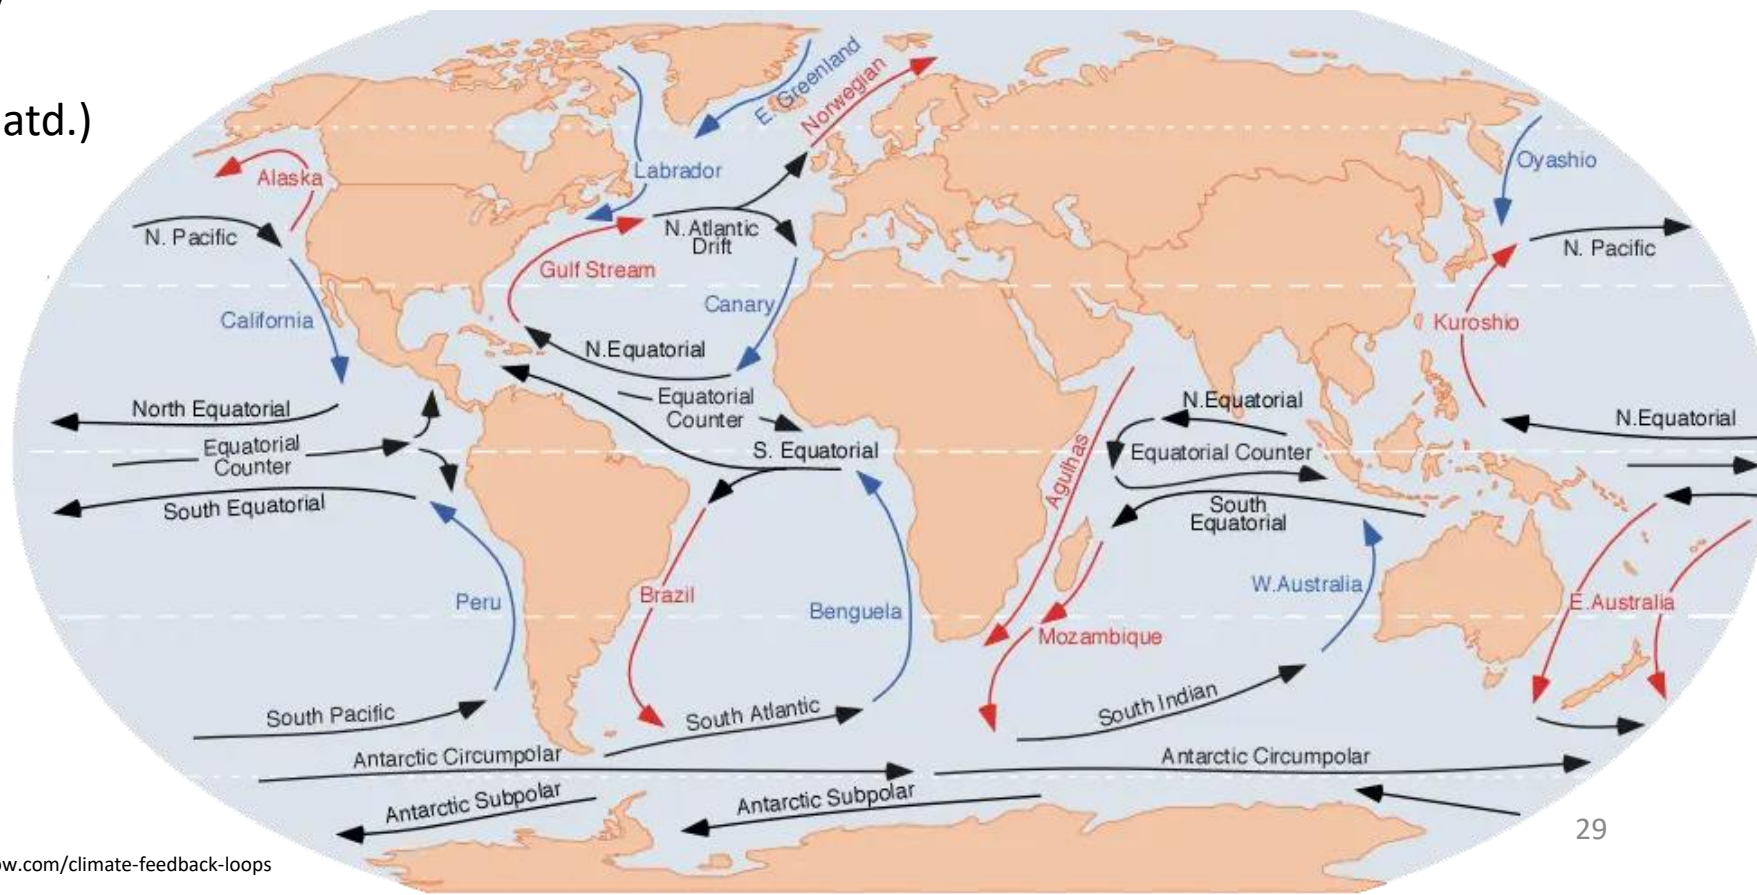 atd.)
E. Greenland
Norwegian
Labrador
Alaska
Oyashio
N. Pacific
N.Atlantic
Drift
N. Pacific
Gulf Stream
Canary
California
Kuroshio
N.Equatorial
North Equatorial
Equatorial
Counter
N.Equatorial
N.Equatorial
Equatorial
Counter
S. Equatorial
Equatorial Counter
Agulhas
South Equatorial
South
Equatorial
Peru
Brazil
Benguela
W.Australia
E.Australia
Mozambique
South Pacific
South Atlantic
South Indian
Antarctic Circumpolar
Antarctic Circumpolar
Antarctic Subpolar
Antarctic Subpolar
29
ow.com/climate-feedback-loops